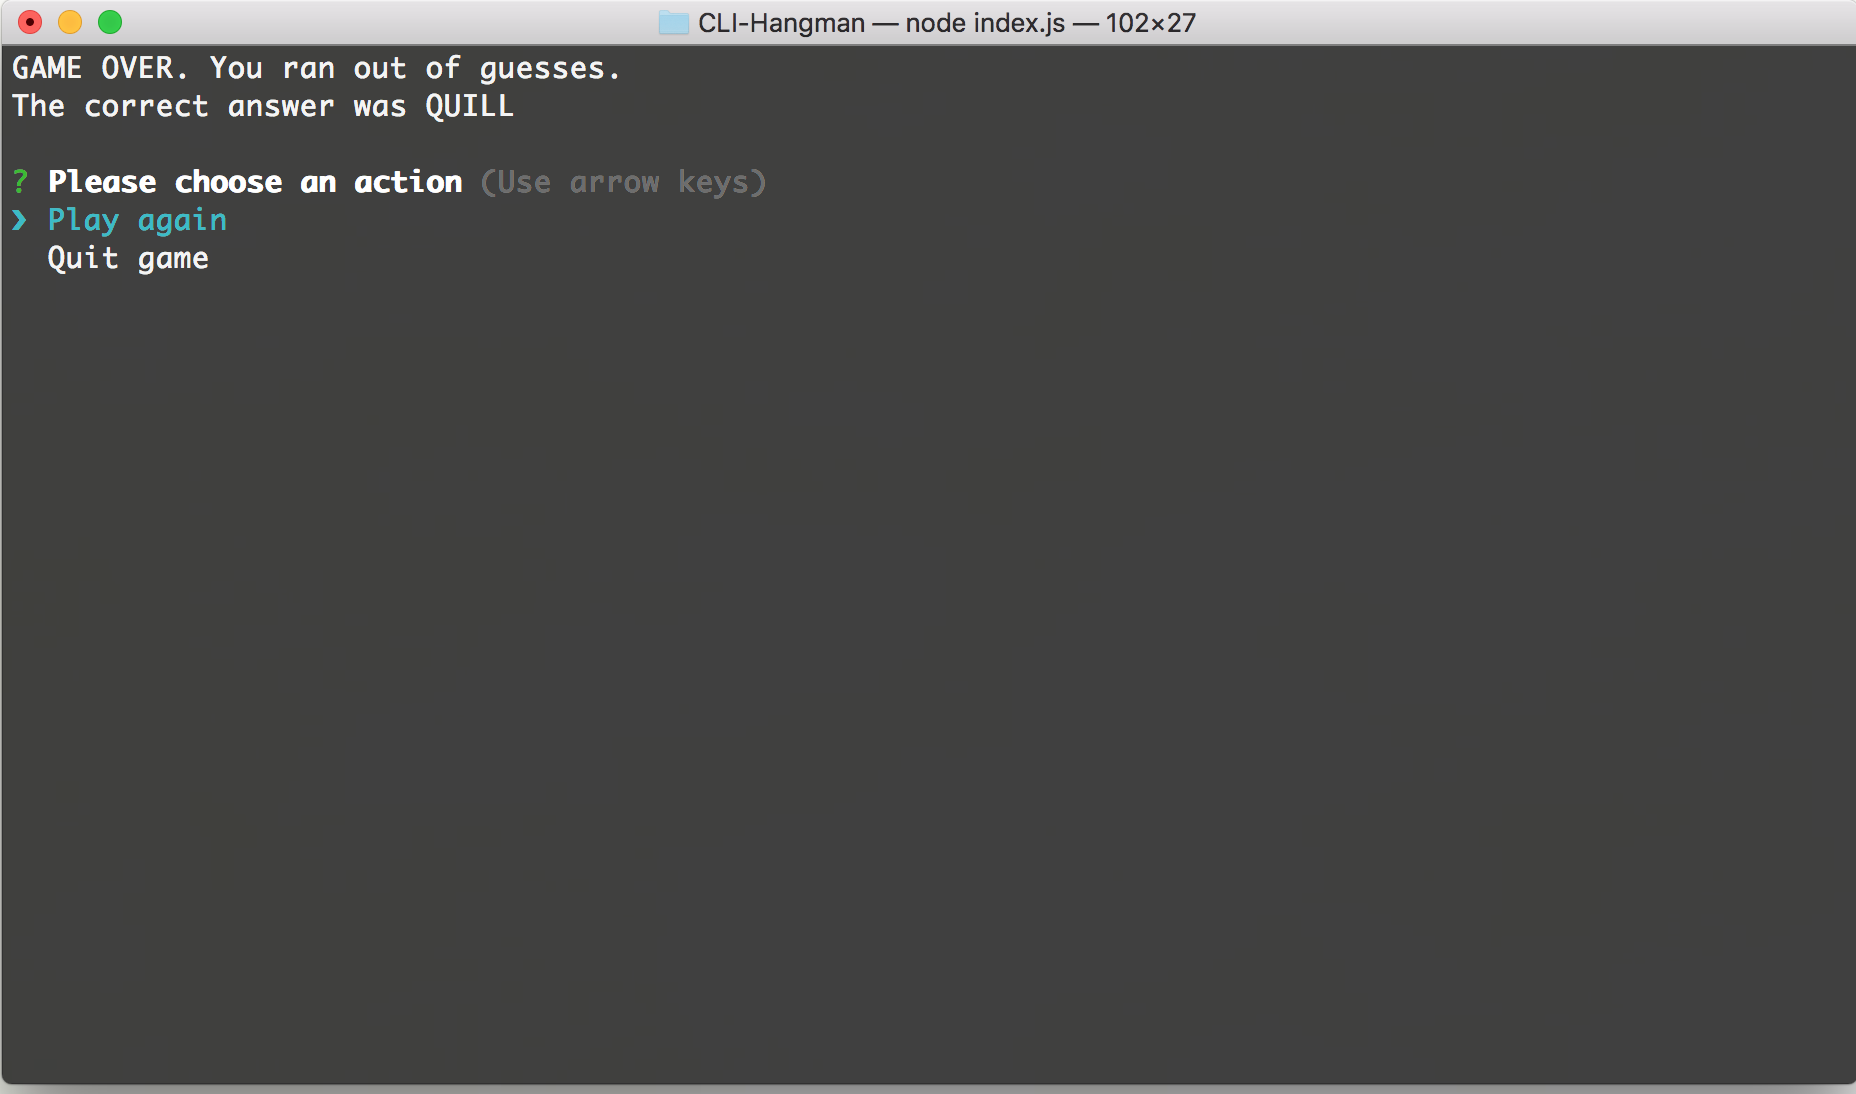 CLI-Hangman — node index.js — 102×27
GAME OVER. You ran out of guesses.
The correct answer was QUILL
? Please choose an action (Use arrow keys)
❯ Play again
Quit game